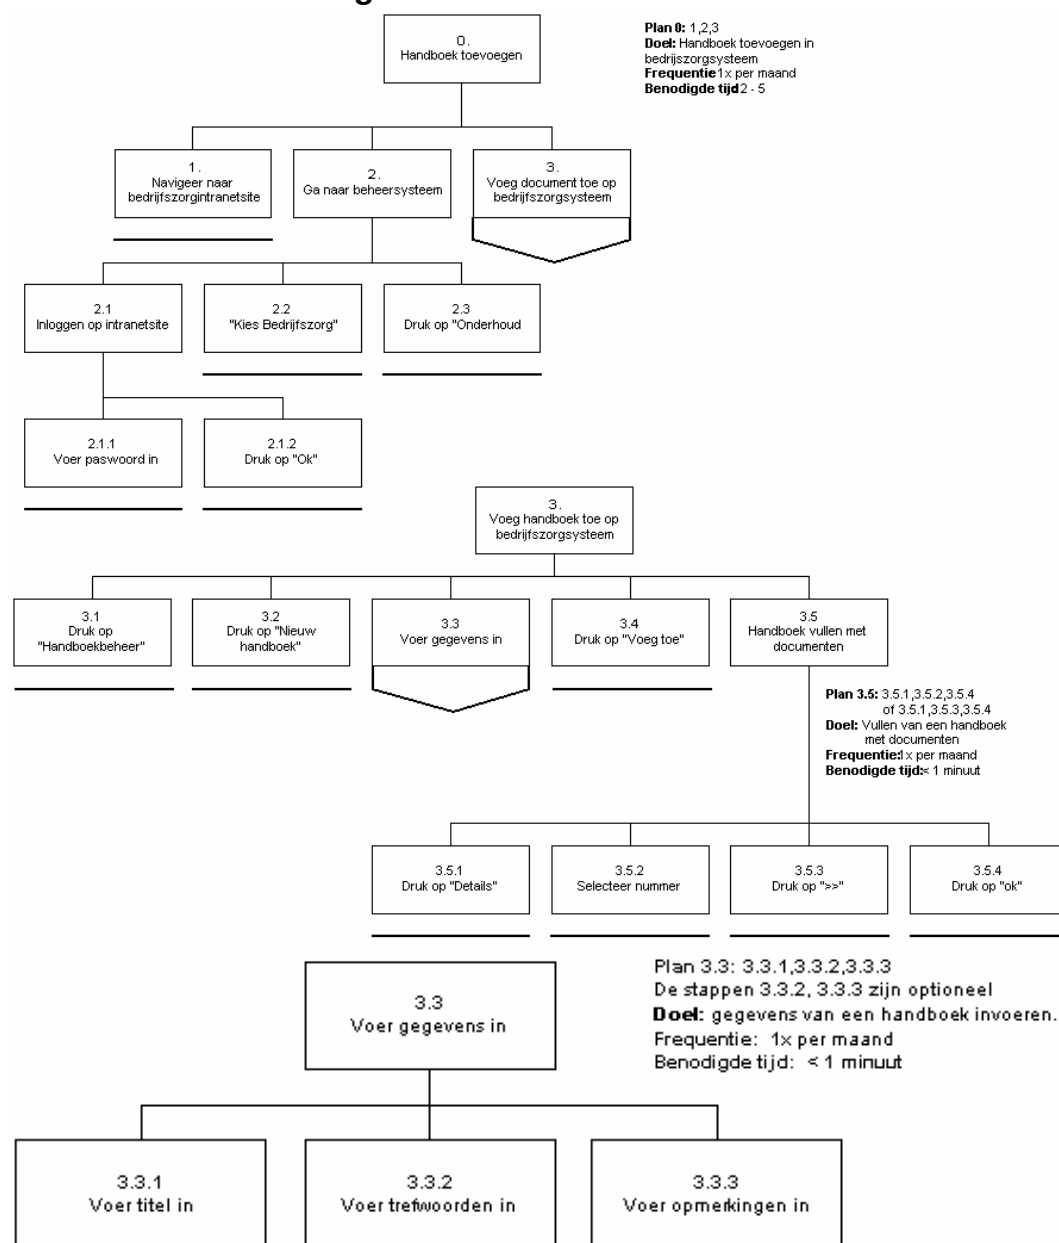 g
0.
Handboek toevoegen
Plan 0: 1,2,3
Doel: Handboek toevoegen in
bedrijszorgsysteem
Frequentie 1x per maand
Benodigde tijd 2 - 5
1.
Navigeer naar
bedrijfszorgintranetsite
2.
Ga naar beheersysteem
3.
Voeg document toe op
bedrijfszorgsysteem
2.1
Inloggen op intranetsite
2.2
"Kies Bedrijfszorg"
2.3
Druk op "Onderhoud
2.1.1
Voer paswoord in
2.1.2
Druk op "Ok"
3.
Voeg handboek toe op
bedrijfszorgsysteem
3.1
Druk op
"Handboekbeheer"
3.2
Druk op "Nieuw
handboek"
3.3
Voer gegevens in
3.4
Druk op "Voeg toe"
3.5
Handboek vullen met
documenten
Plan 3.5: 3.5.1,3.5.2,3.5.4
of 3.5.1,3.5.3,3.5.4
Doel: Vullen van een handboek
met documenten
Frequentie: 1x per maand
Benodigde tijd: < 1 minuut
3.5.1
Druk op "Details"
3.5.2
Selecteer nummer
3.5.3
Druk op ">>"
3.5.4
Druk op "ok"
3.3
Voer gegevens in
Plan 3.3: 3.3.1,3.3.2,3.3.3
De stappen 3.3.2, 3.3.3 zijn optioneel
Doel: gegevens van een handboek invoeren.
Frequentie: 1x per maand
Benodigde tijd: < 1 minuut
3.3.1
Voer titel in
3.3.2
Voer trefwoorden in
3.3.3
Voer opmerkingen in